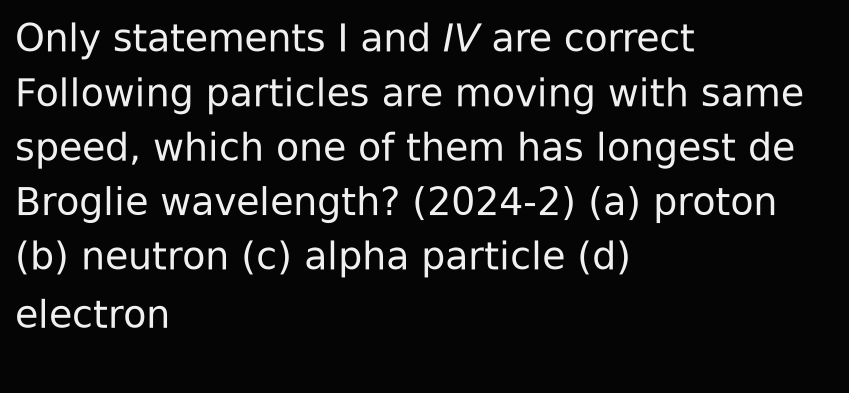 Only statements I and IV are correct
Following particles are moving with same
speed, which one of them has longest de
Broglie wavelength? (2024-2) (a) proton
(b) neutron (c) alpha particle (d)
electron